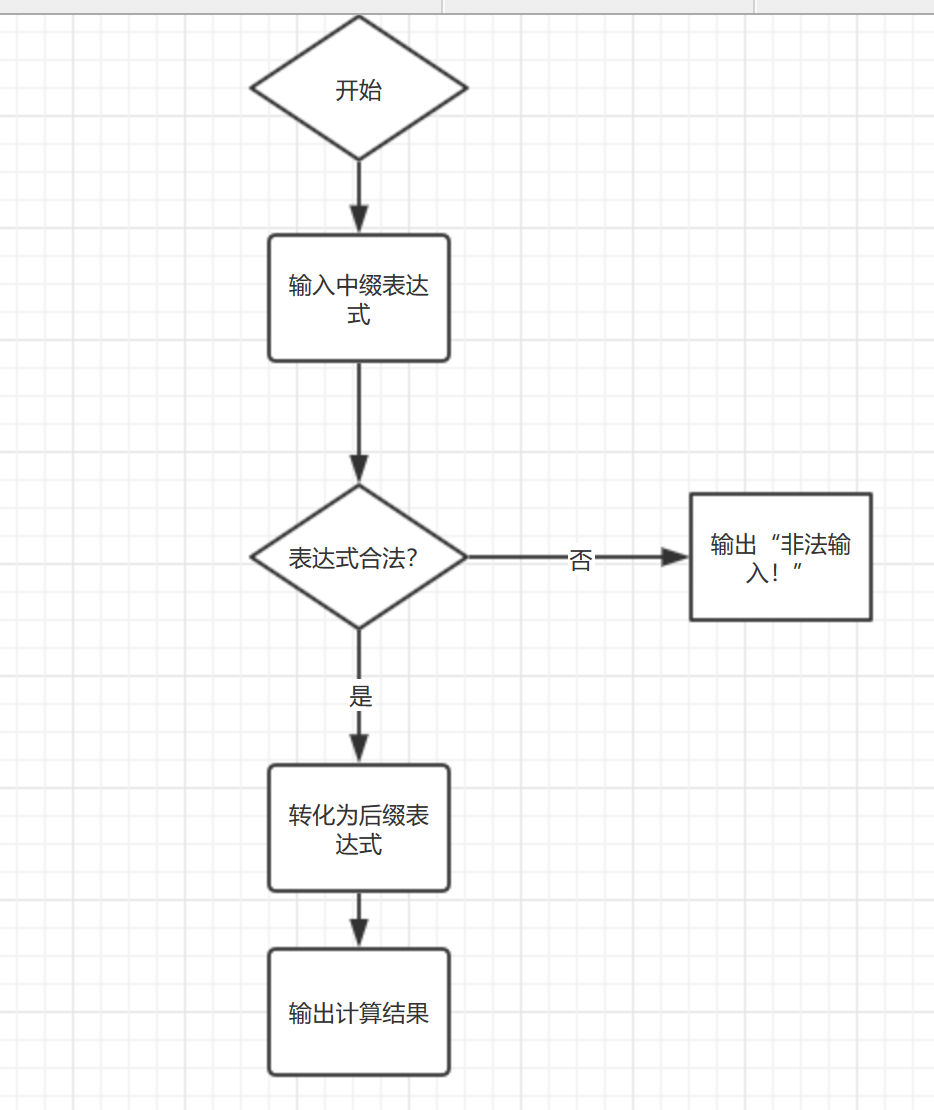 开始
输入中缀表达
式
表达式合法？
否
输出“非法输
入！”
是
转化为后缀表
达式
输出计算结果